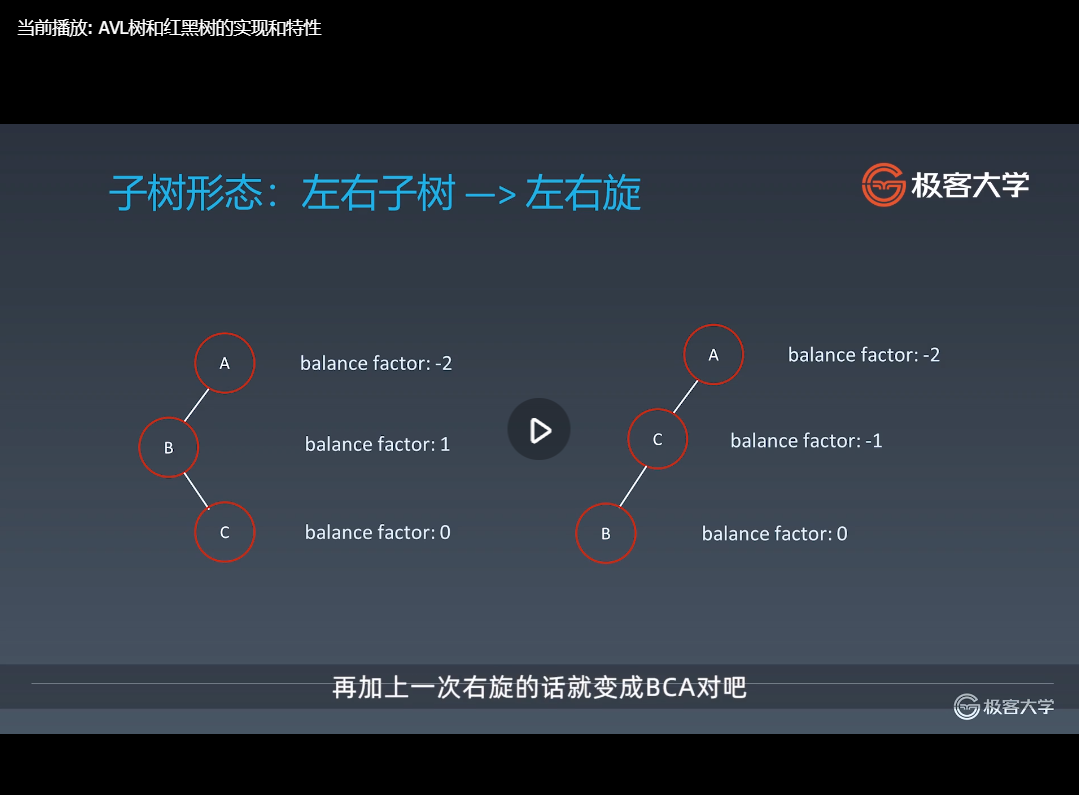 当前播放: AVL树和红黑树的实现和特性
子树形态：左右子树 —> 左右旋
极客大学
A
balance factor: -2
B
balance factor: 1
C
balance factor: 0
A
balance factor: -2
C
balance factor: -1
B
balance factor: 0
再加上一次右旋的话就变成BCA对吧
极客大学